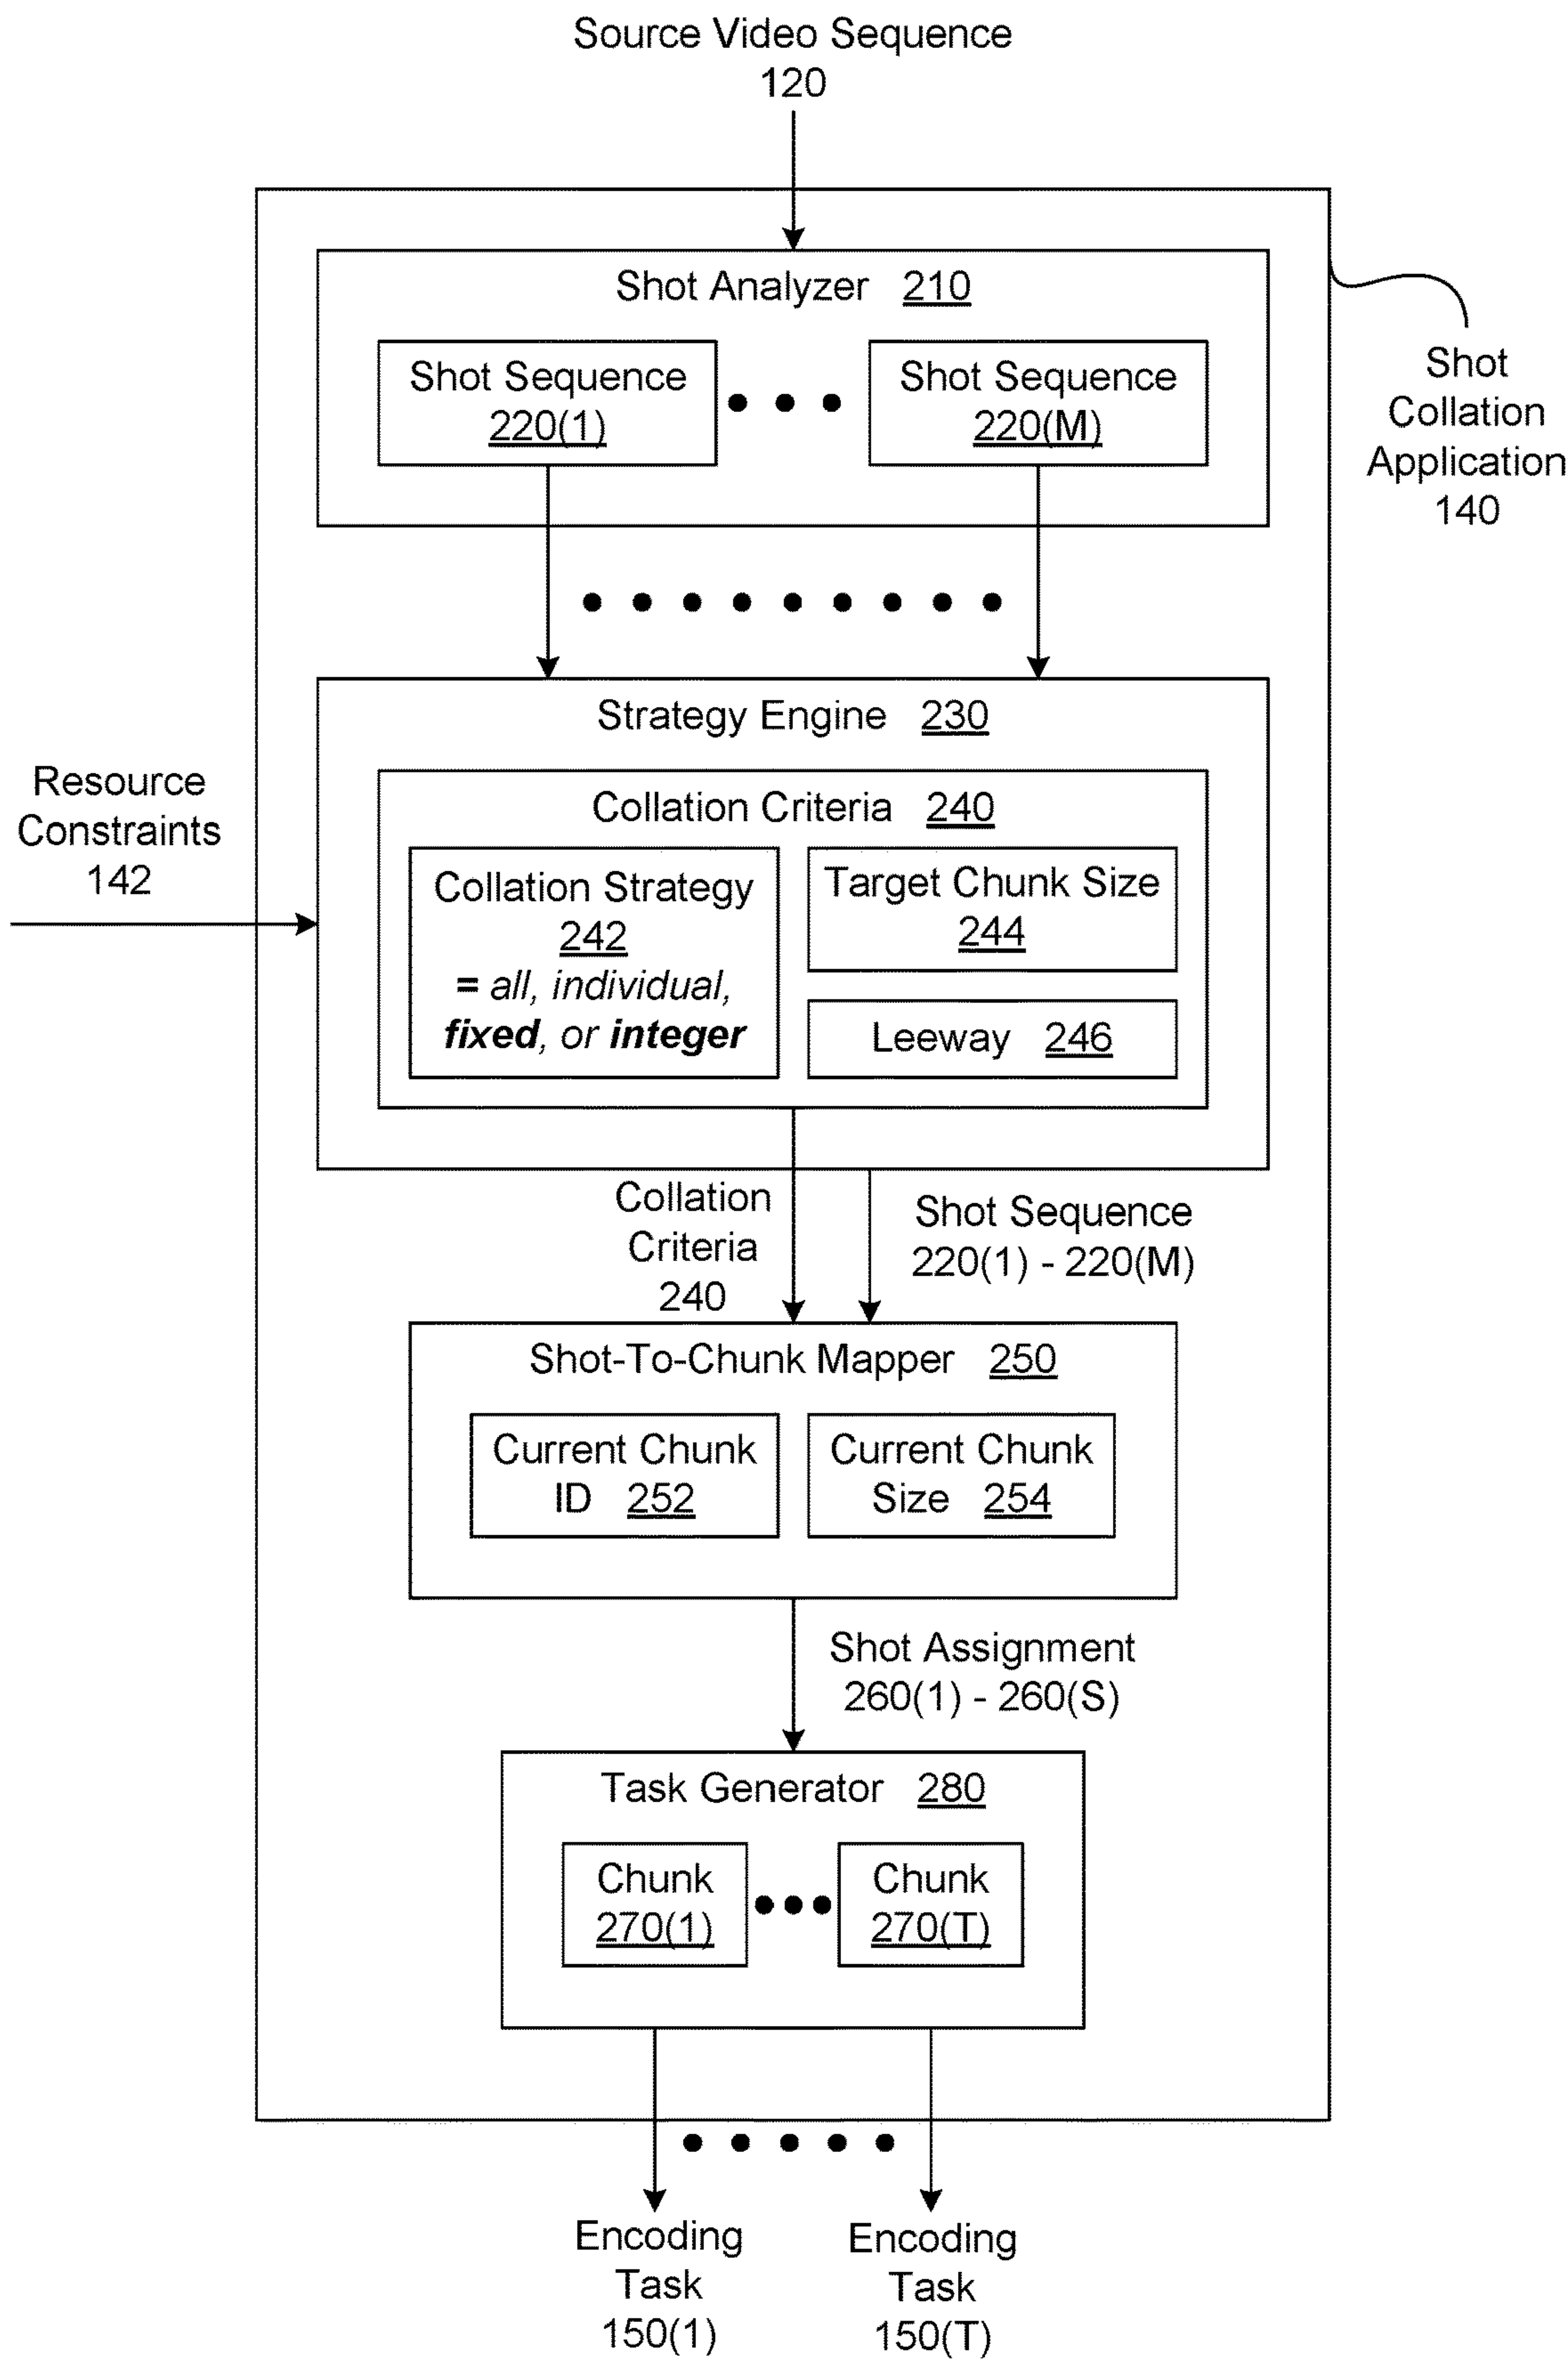 Source Video Sequence
120
Shot Analyzer 210
Shot Sequence
220(1)
Shot Sequence
220(M)
Shot
Collation
Application
140
Strategy Engine 230
Resource
Constraints
142
Collation Criteria 240
Collation Strategy
242
= all, individual,
fixed, or integer
Target Chunk Size
244
Leeway 246
Collation
Criteria
240
Shot Sequence
220(1) - 220(M)
Shot-To-Chunk Mapper 250
Current Chunk
ID 252
Current Chunk
Size 254
Shot Assignment
260(1) - 260(S)
Task Generator 280
Chunk
270(1)
Chunk
270(T)
Encoding
Task
150(1)
Encoding
Task
150(T)